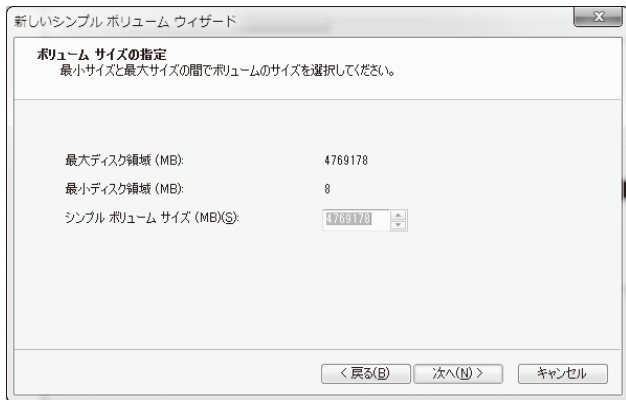 新しいシンプル ボリューム ウィザード
ボリューム サイズの指定
最小サイズと最大サイズの間でボリュームのサイズを選択してください。
最大ディスク領域 (MB): 4769178
最小ディスク領域 (MB): 8
シンプル ボリューム サイズ (MB)(S): 4769178
< 戻る(B) 次へ(N) > キャンセル